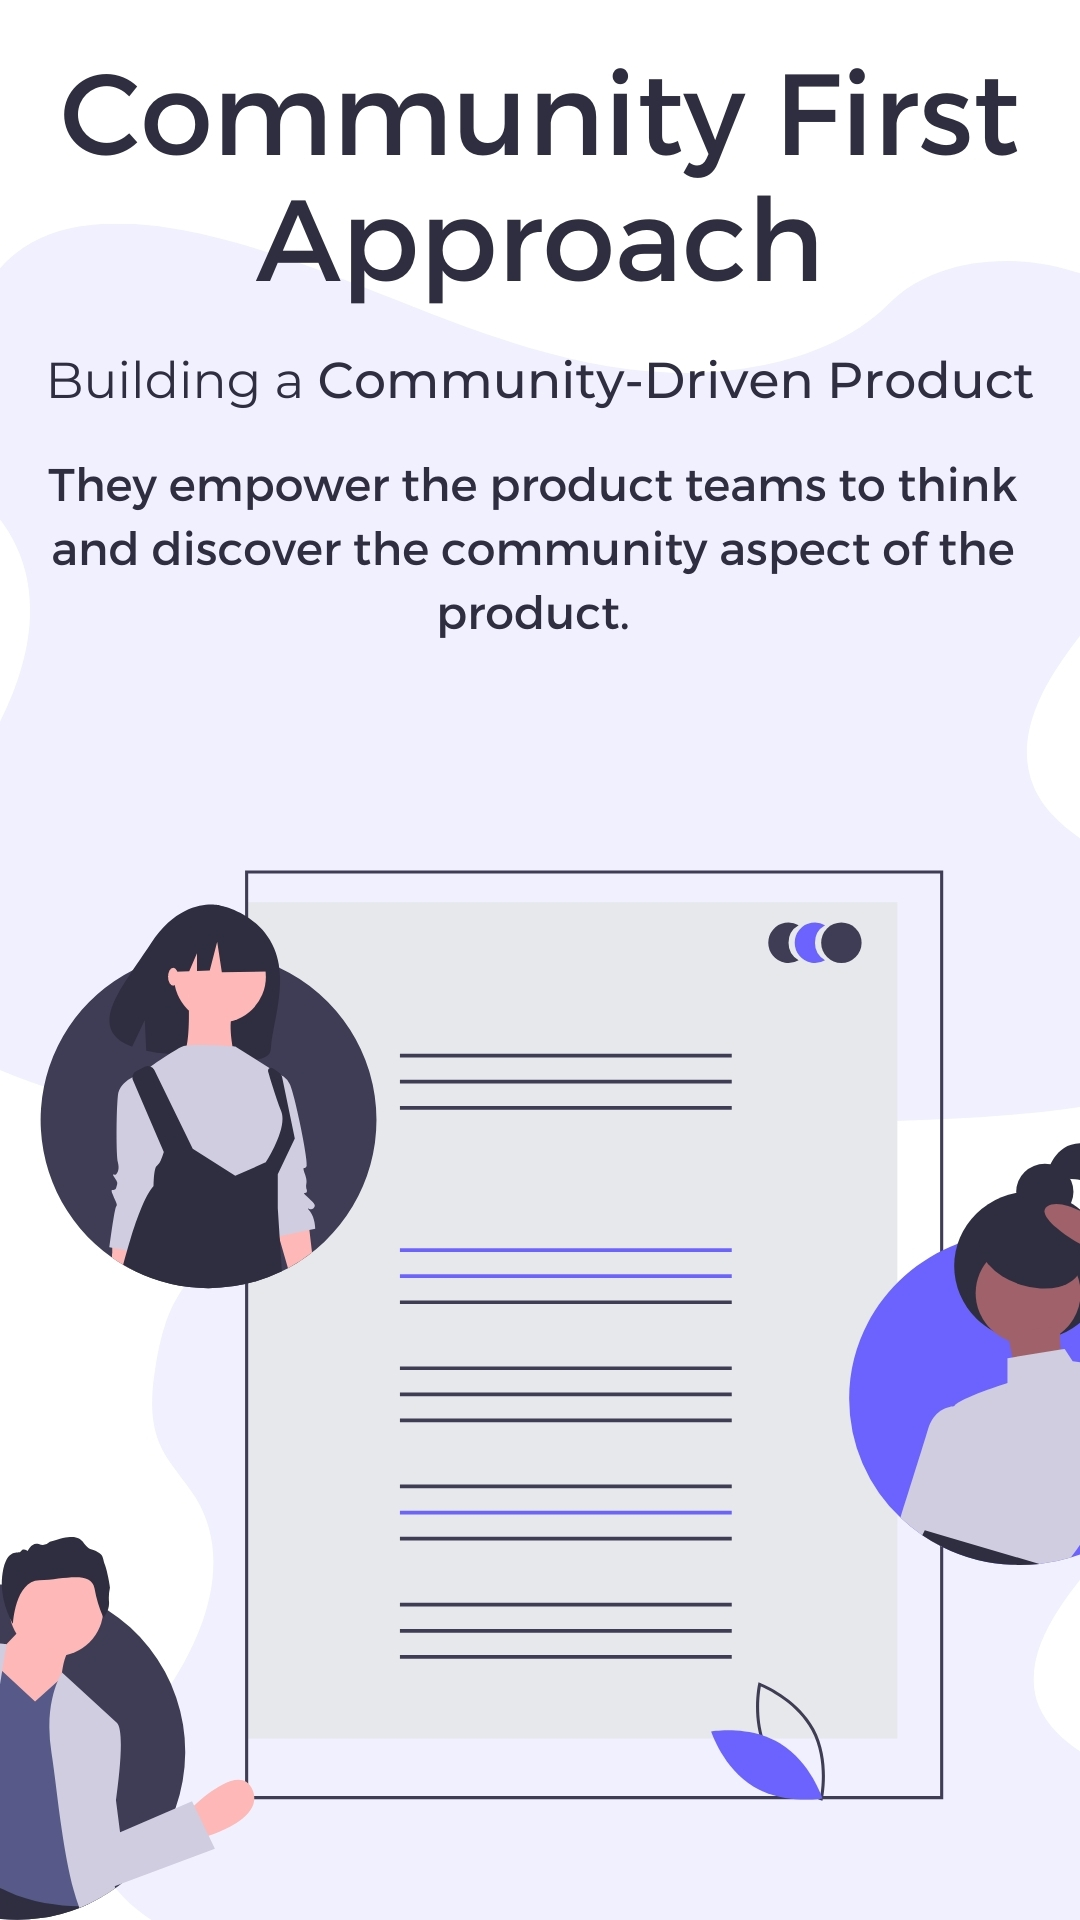 Community First
Approach
Building a Community-Driven Product
They empower the product teams to think
and discover the community aspect of the
product.